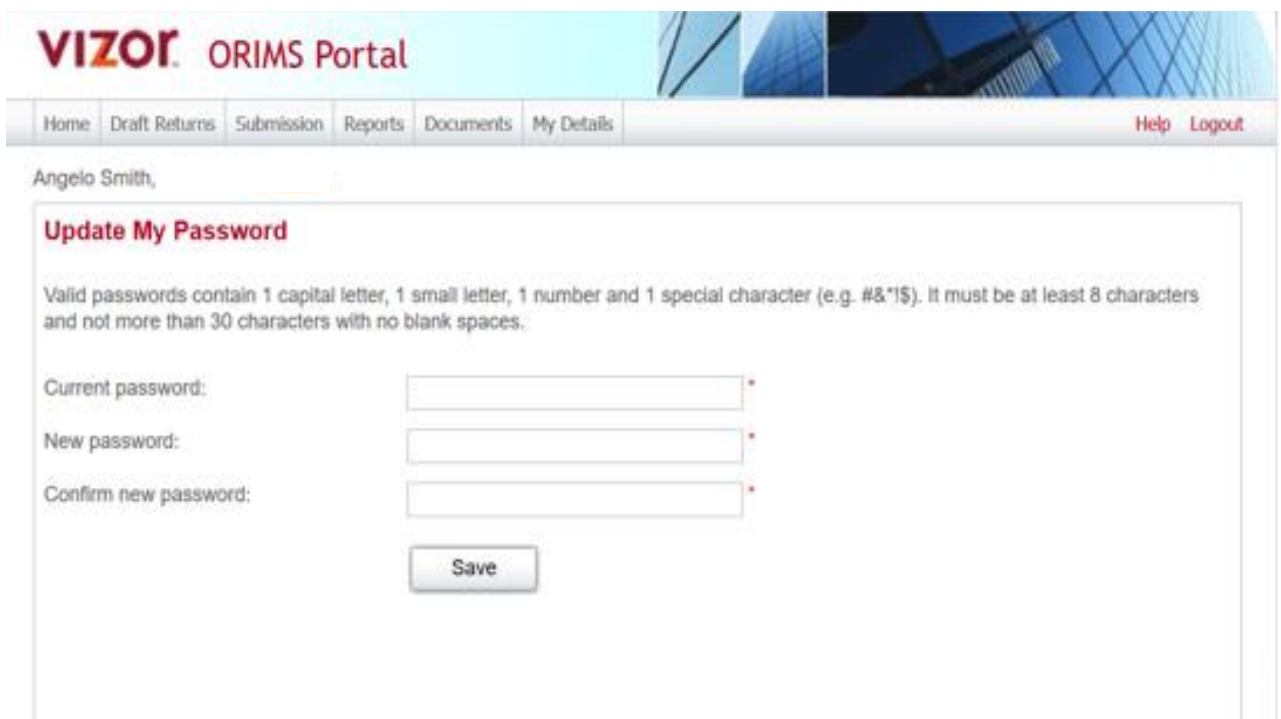 VIZOR ORIMS Portal
Home Draft Returns Submission Reports Documents My Details Help Logout
Angelo Smith,
Update My Password
Valid passwords contain 1 capital letter, 1 small letter, 1 number and 1 special character (e.g. #&*!$). It must be at least 8 characters
and not more than 30 characters with no blank spaces.
Current password: *
New password: *
Confirm new password: *
Save